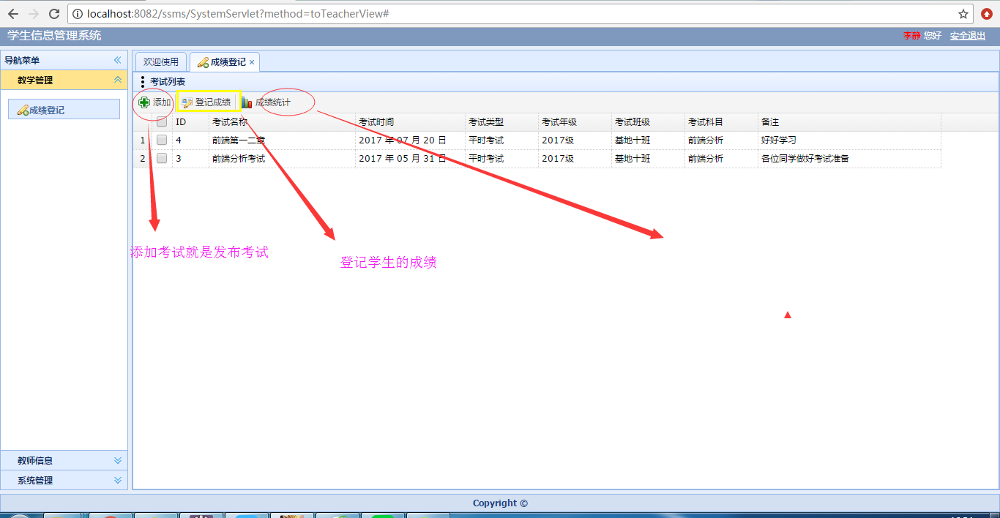 localhost:8082/ssms/SystemServlet?method=toTeacherView#
学生信息管理系统 李静 您好 安全退出
导航菜单 欢迎使用 成绩登记
教学管理 考试列表
添加 登记成绩 成绩统计
成绩登记
ID 考试名称 考试时间 考试类型 考试年级 考试班级 考试科目 备注
1 4 前端第一二章 2017 年 07 月 20 日 平时考试 2017级 基地十班 前端分析 好好学习
2 3 前端分析考试 2017 年 05 月 31 日 平时考试 2017级 基地十班 前端分析 各位同学做好考试准备
添加考试就是发布考试
登记学生的成绩
教师信息
系统管理
Copyright ©